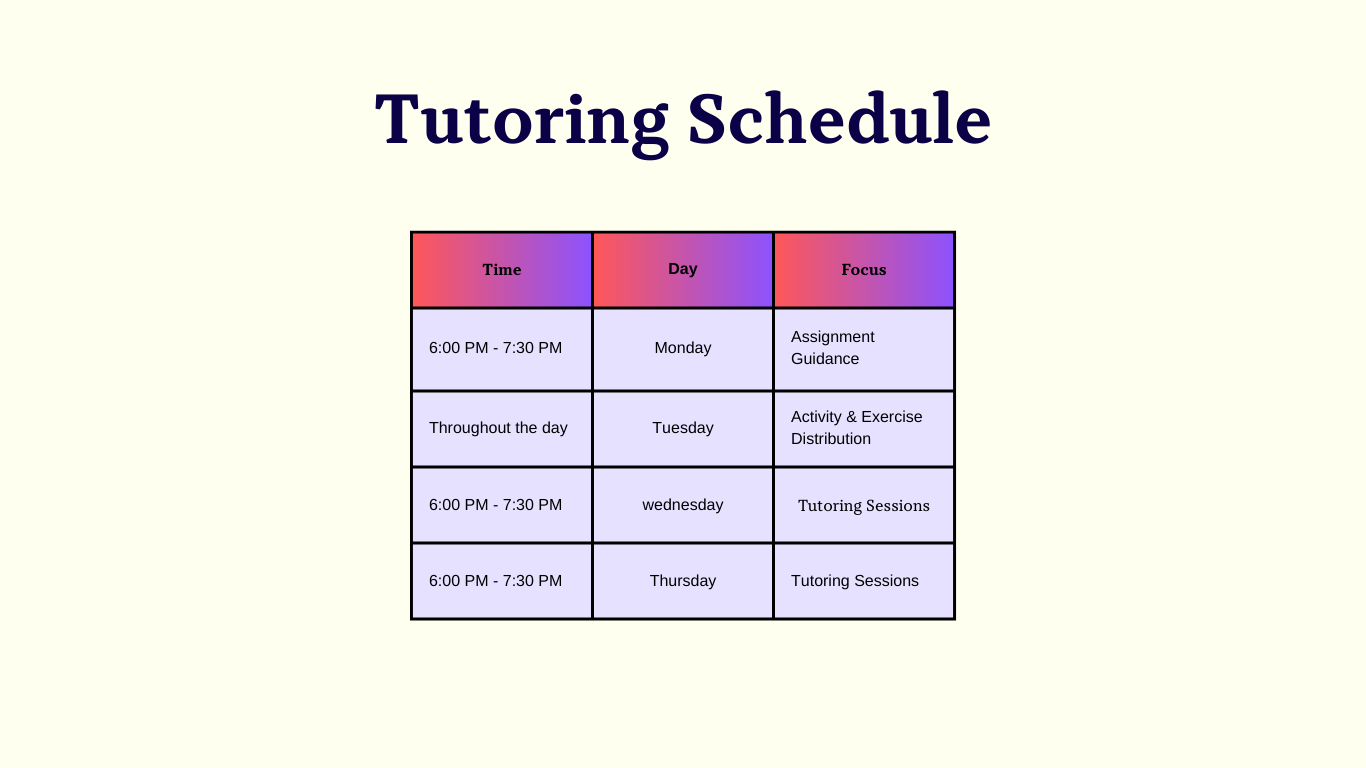 Tutoring Schedule
Time Day Focus
6:00 PM - 7:30 PM Monday Assignment
Guidance
Throughout the day Tuesday Activity & Exercise
Distribution
6:00 PM - 7:30 PM wednesday Tutoring Sessions
6:00 PM - 7:30 PM Thursday Tutoring Sessions